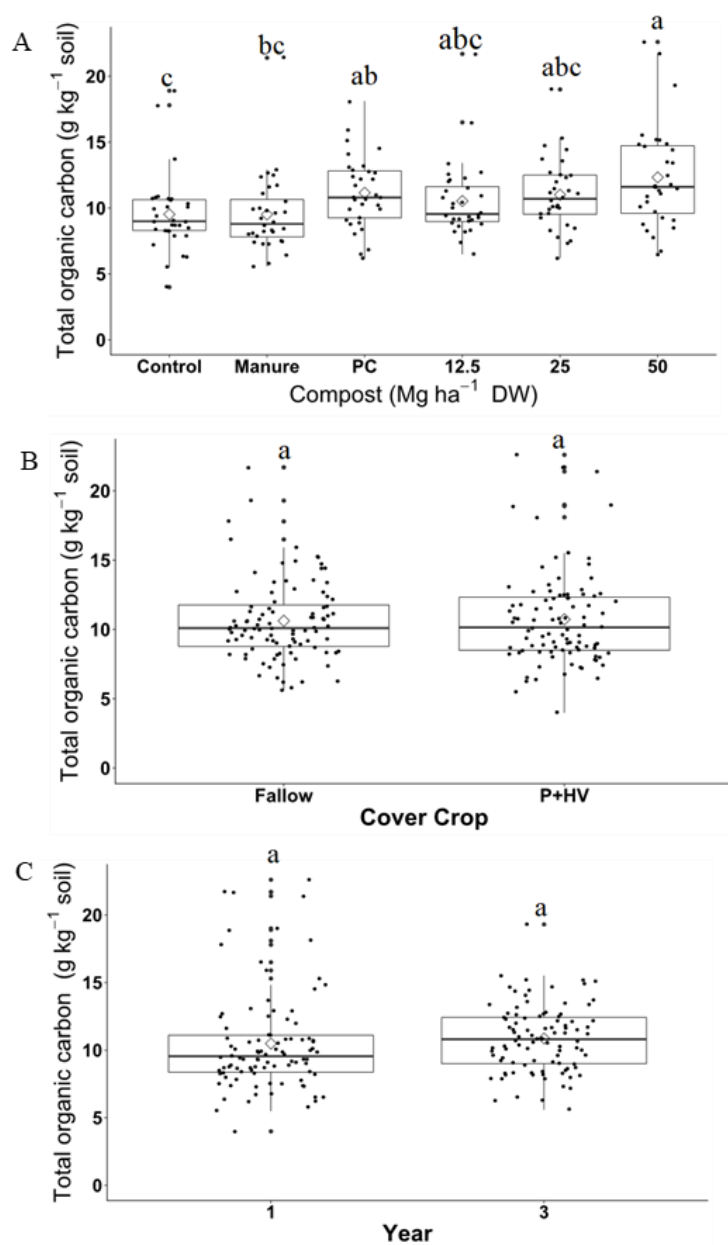 A
Total organic carbon (g kg⁻¹ soil)
20
15
10
5
0
c
bc
ab
abc
abc
a
Control Manure PC 12.5 25 50
Compost (Mg ha⁻¹ DW)
B
Total organic carbon (g kg⁻¹ soil)
20
15
10
5
0
a
a
Fallow P+HV
Cover Crop
C
Total organic carbon (g kg⁻¹ soil)
20
15
10
5
0
a
a
1 3
Year